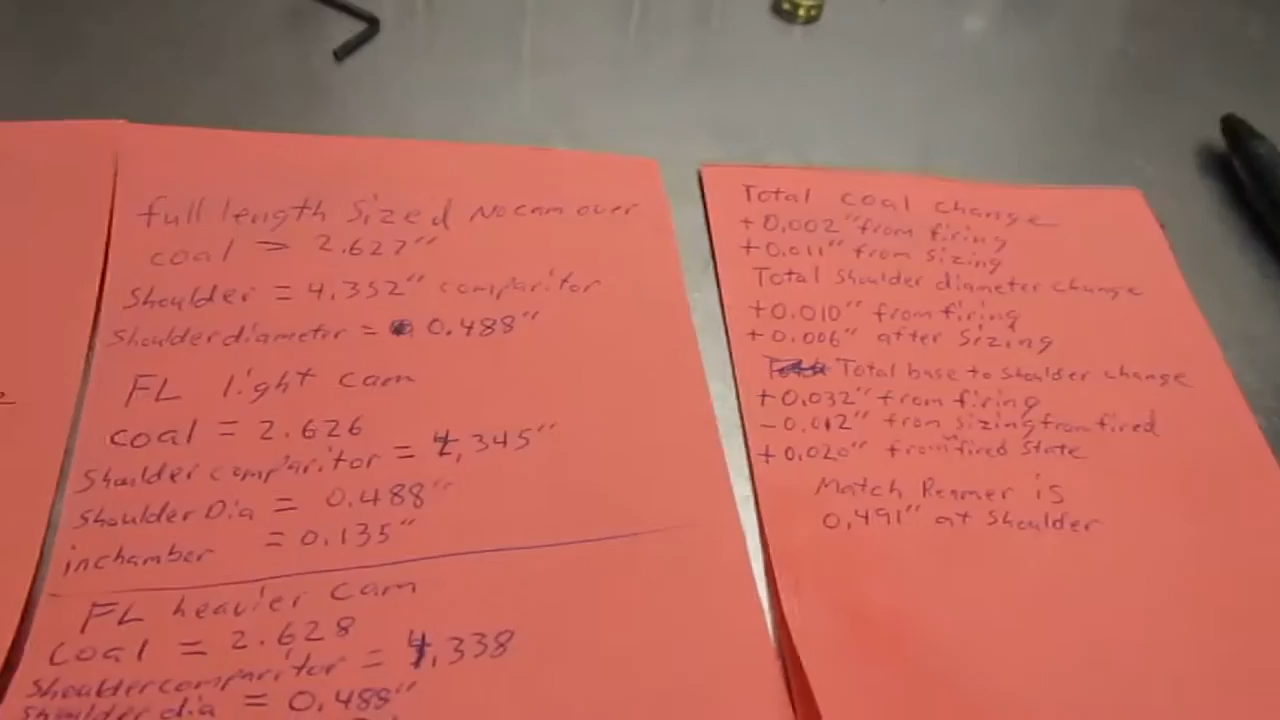 full length Sized No cam over
coal = 2.627"
Shoulder = 4.352" comparitor
Shoulder diameter = 0.488"
FL light cam
coal = 2.626
Shoulder comparitor = 4.345"
Shoulder Dia = 0.488"
in chamber = 0.135"
FL heavier cam
coal = 2.628
Shoulder comparitor = 4.338
Shoulder dia = 0.488"
Total coal change
+0.002" from firing
+0.011" from sizing
Total shoulder diameter change
+0.010" from firing
+0.006" after sizing
Total base to shoulder change
+0.032" from firing
-0.012" from sizing from fired
+0.020" from fired state
Match Reamer is
0.491" at shoulder